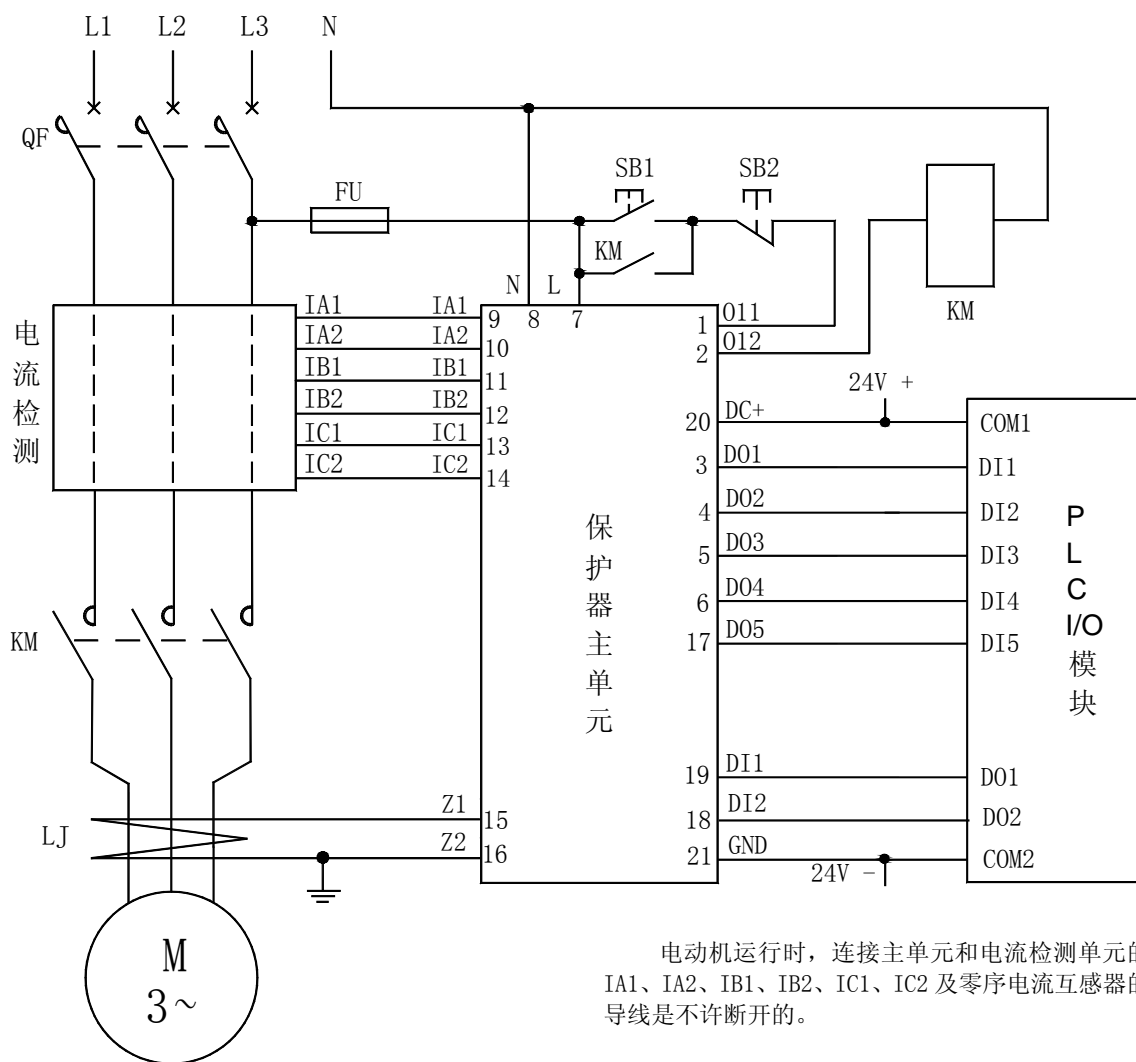 L1 L2 L3 N
QF
FU
SB1 SB2
KM
KM
N L
电流检测
IA1 IA1 9 8 7 1 O11
IA2 IA2 10 2 O12
IB1 IB1 11
IB2 IB2 12
IC1 IC1 13
IC2 IC2 14
24V +
20 DC+ COM1
3 DO1 DI1
4 DO2 DI2
5 DO3 DI3
6 DO4 DI4
17 DO5 DI5
保护器主单元
PLC I/O模块
KM
19 DI1 DO1
18 DI2 DO2
21 GND COM2
24V -
LJ
Z1 15
Z2 16
M
3~
电动机运行时，连接主单元和电流检测单元的
IA1、IA2、IB1、IB2、IC1、IC2 及零序电流互感器的
导线是不许断开的。